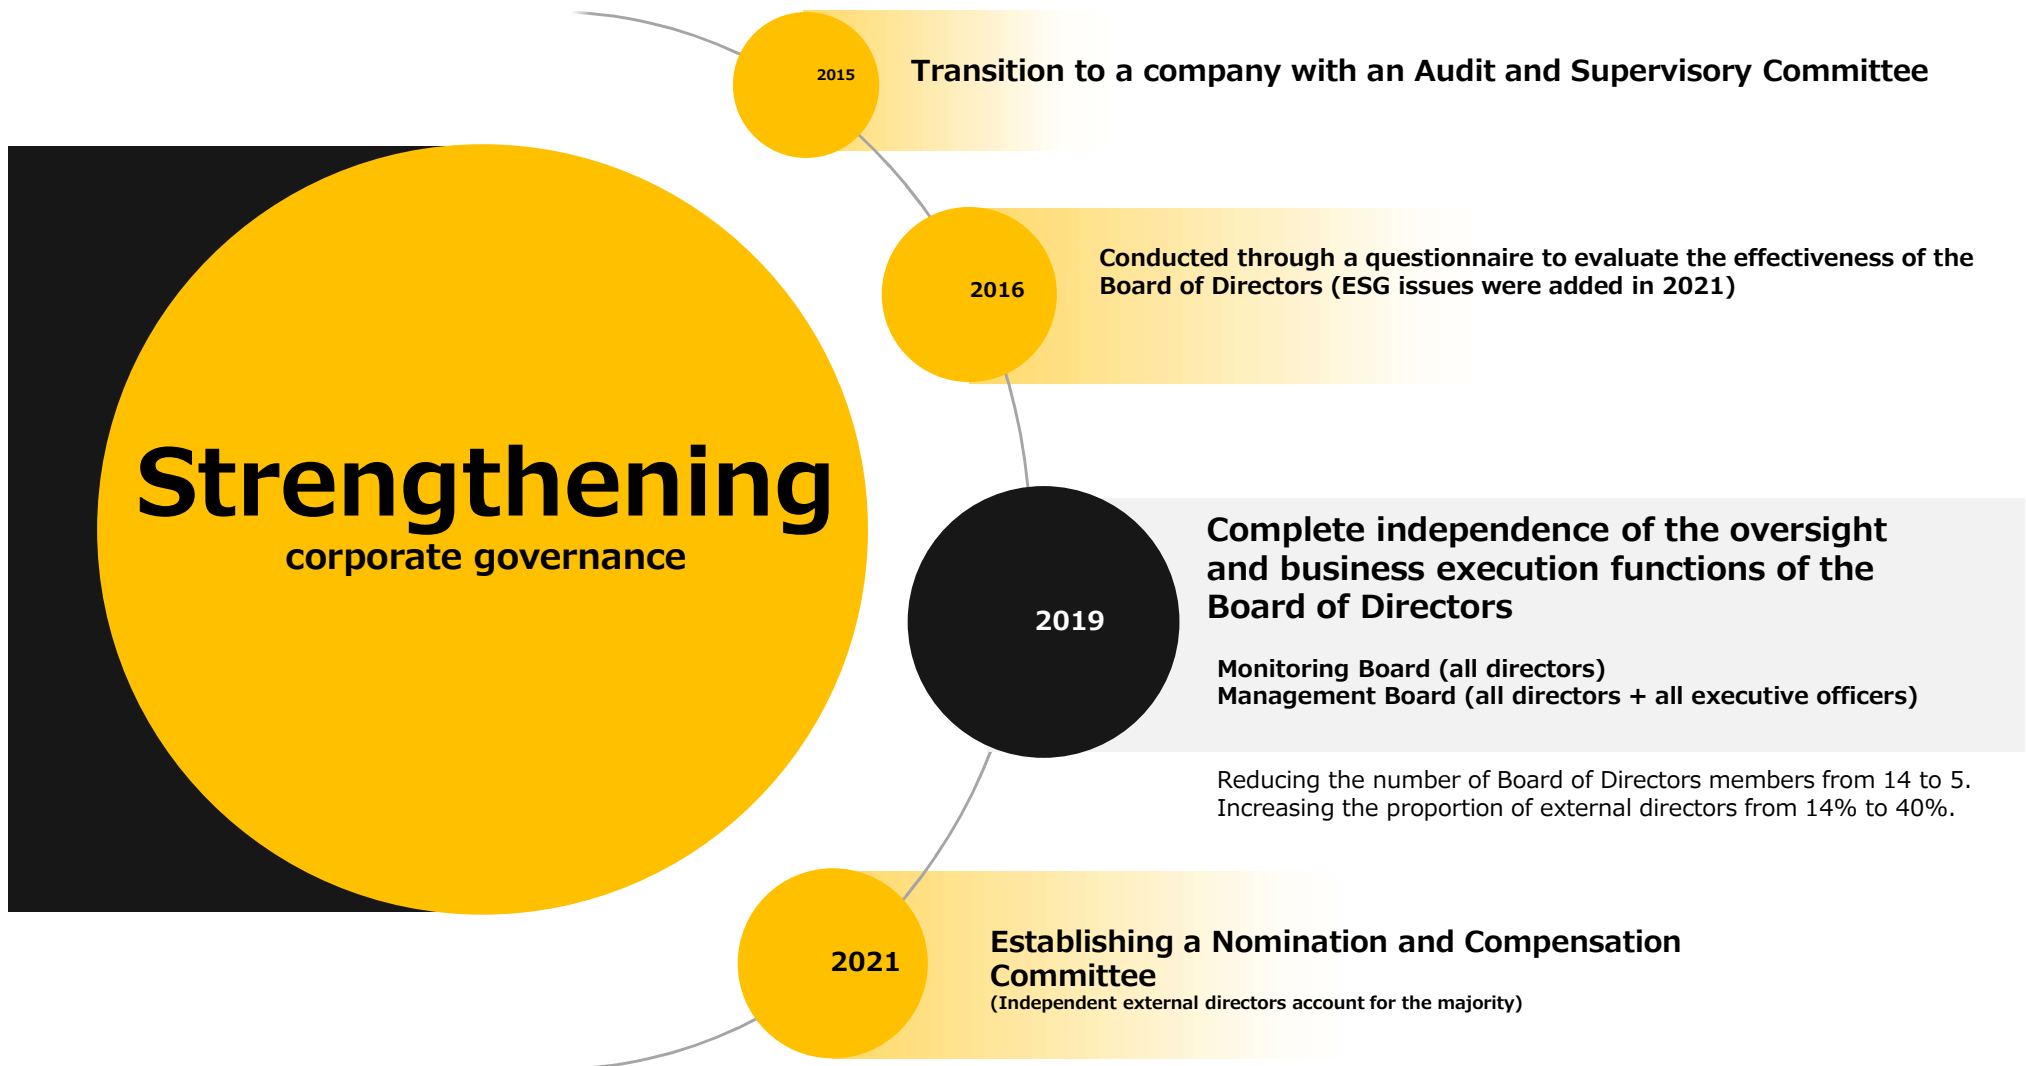 Strengthening
corporate governance
2015
Transition to a company with an Audit and Supervisory Committee
2016
Conducted through a questionnaire to evaluate the effectiveness of the
Board of Directors (ESG issues were added in 2021)
2019
Complete independence of the oversight
and business execution functions of the
Board of Directors
Monitoring Board (all directors)
Management Board (all directors + all executive officers)
Reducing the number of Board of Directors members from 14 to 5.
Increasing the proportion of external directors from 14% to 40%.
2021
Establishing a Nomination and Compensation
Committee
(Independent external directors account for the majority)